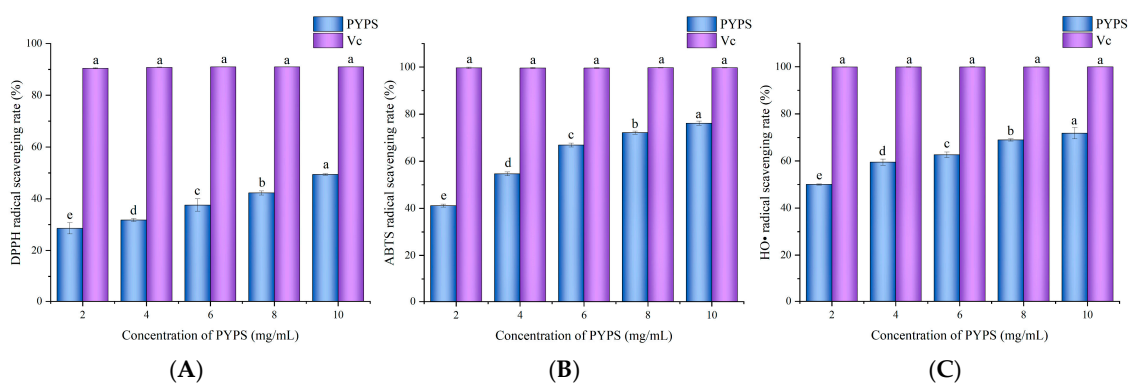 PYPS
Vc
DPPH radical scavenging rate (%)
100
80
60
40
20
0
a a a a a
e d c b a
2 4 6 8 10
Concentration of PYPS (mg/mL)
(A)
PYPS
Vc
ABTS radical scavenging rate (%)
100
80
60
40
20
0
a a a a a
e d c b a
2 4 6 8 10
Concentration of PYPS (mg/mL)
(B)
PYPS
Vc
HO• radical scavenging rate (%)
100
80
60
40
20
0
a a a a a
e d c b a
2 4 6 8 10
Concentration of PYPS (mg/mL)
(C)